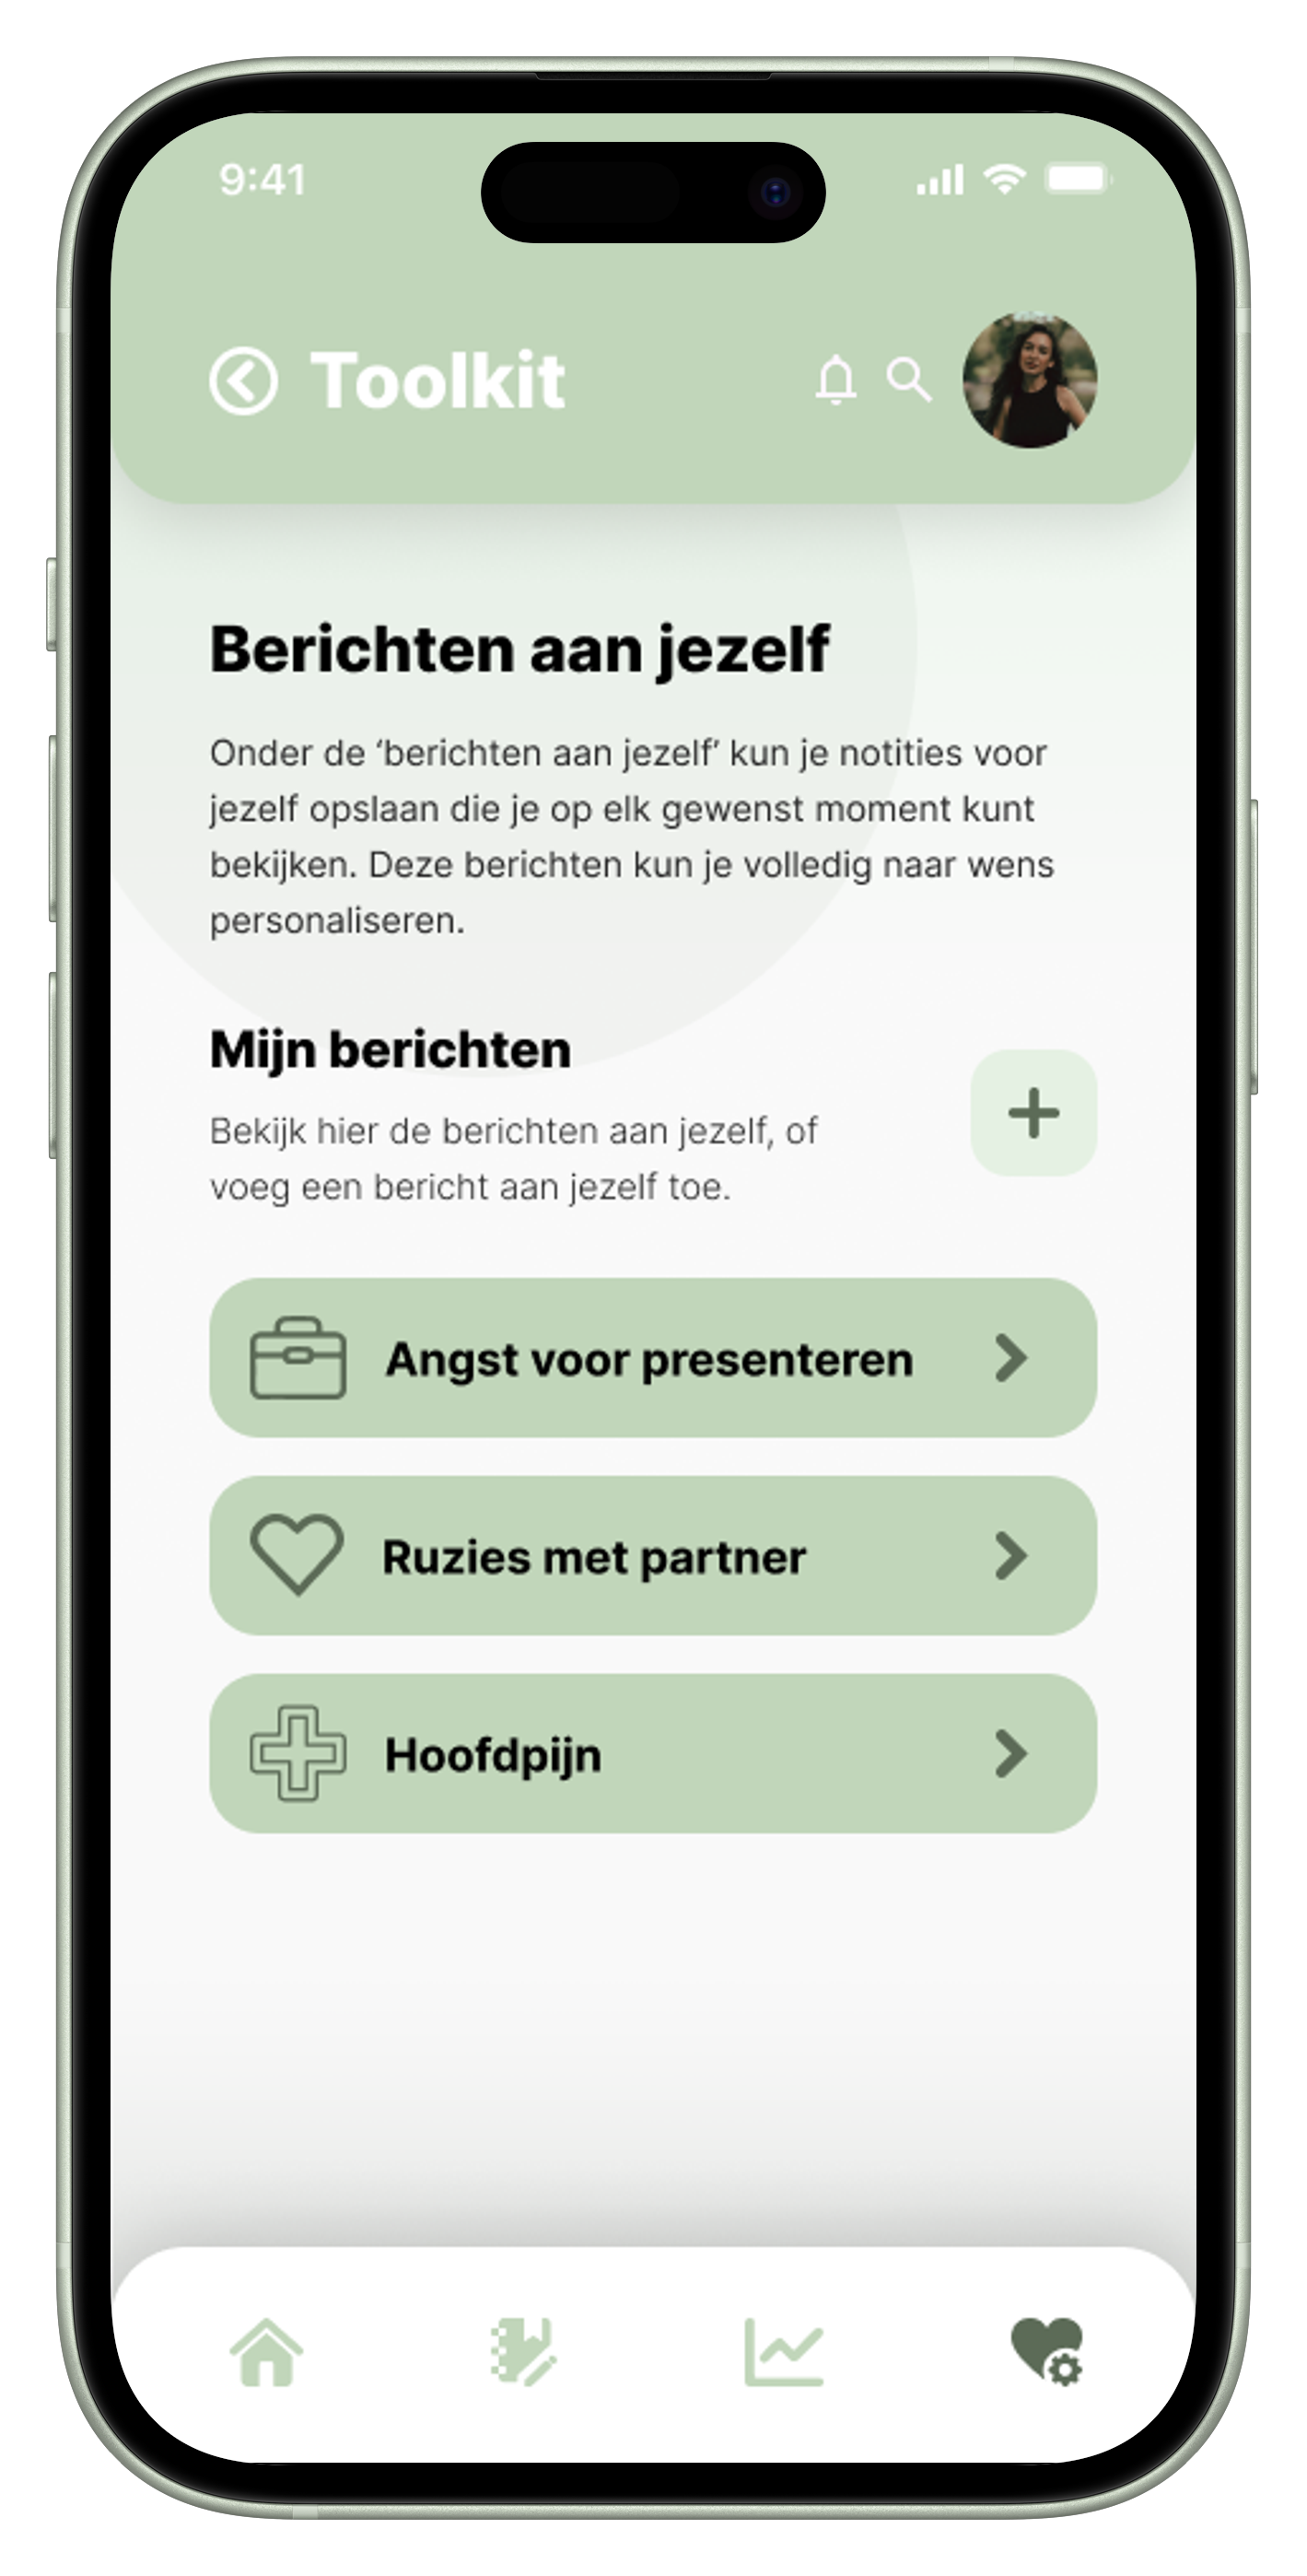 9:41
Toolkit
Berichten aan jezelf
Onder de ‘berichten aan jezelf’ kun je notities voor
jezelf opslaan die je op elk gewenst moment kunt
bekijken. Deze berichten kun je volledig naar wens
personaliseren.
Mijn berichten
Bekijk hier de berichten aan jezelf, of
voeg een bericht aan jezelf toe.
Angst voor presenteren
Ruzies met partner
Hoofdpijn